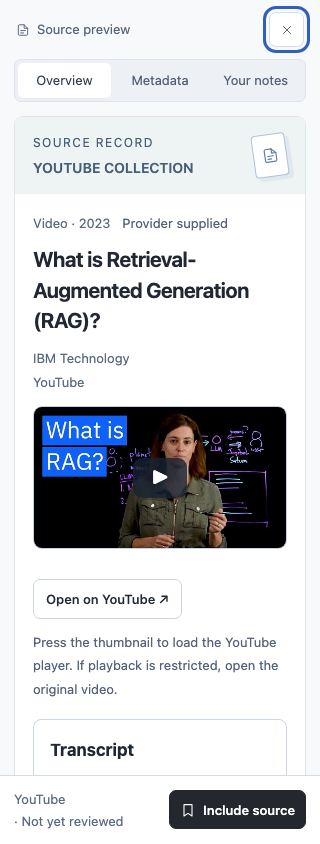 Source preview
Overview
Metadata
Your notes
SOURCE RECORD
YOUTUBE COLLECTION
Video · 2023 Provider supplied
What is Retrieval-
Augmented Generation
(RAG)?
IBM Technology
YouTube
What is
RAG?
Open on YouTube ↗
Press the thumbnail to load the YouTube
player. If playback is restricted, open the
original video.
Transcript
YouTube
· Not yet reviewed
Include source